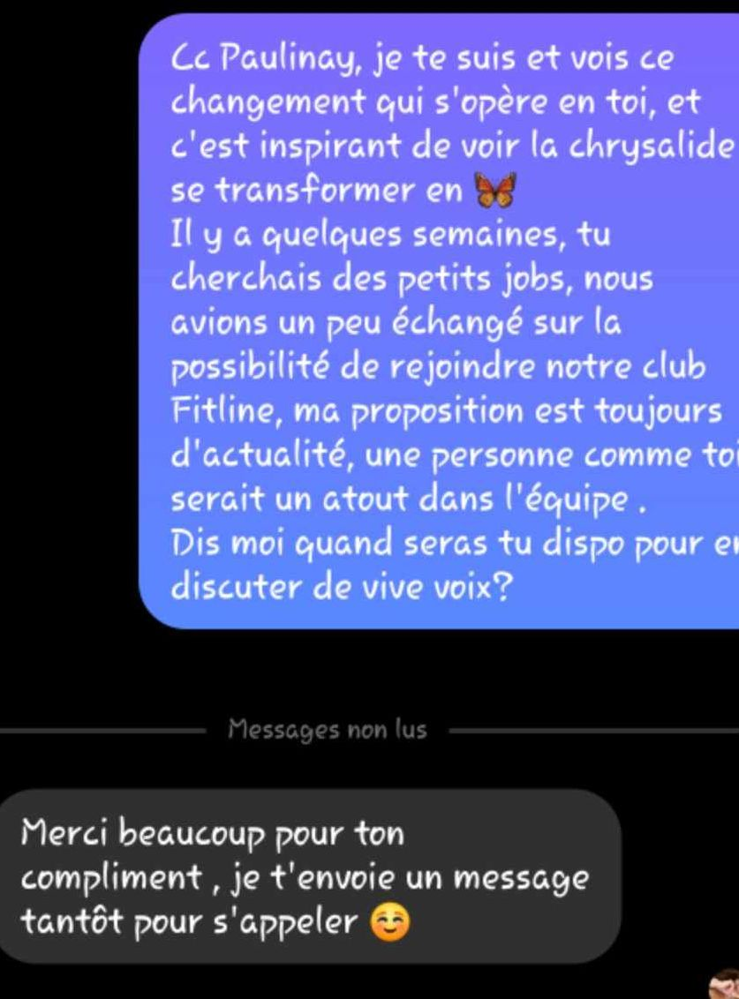 Cc Paulinay, je te suis et vois ce
changement qui s'opère en toi, et
c'est inspirant de voir la chrysalide
se transformer en 🦋
Il y a quelques semaines, tu
cherchais des petits jobs, nous
avions un peu échangé sur la
possibilité de rejoindre notre club
Fitline, ma proposition est toujours
d'actualité, une personne comme toi
serait un atout dans l'équipe .
Dis moi quand seras tu dispo pour
discuter de vive voix?
Messages non lus
Merci beaucoup pour ton
compliment , je t'envoie un message
tantôt pour s'appeler ☺️